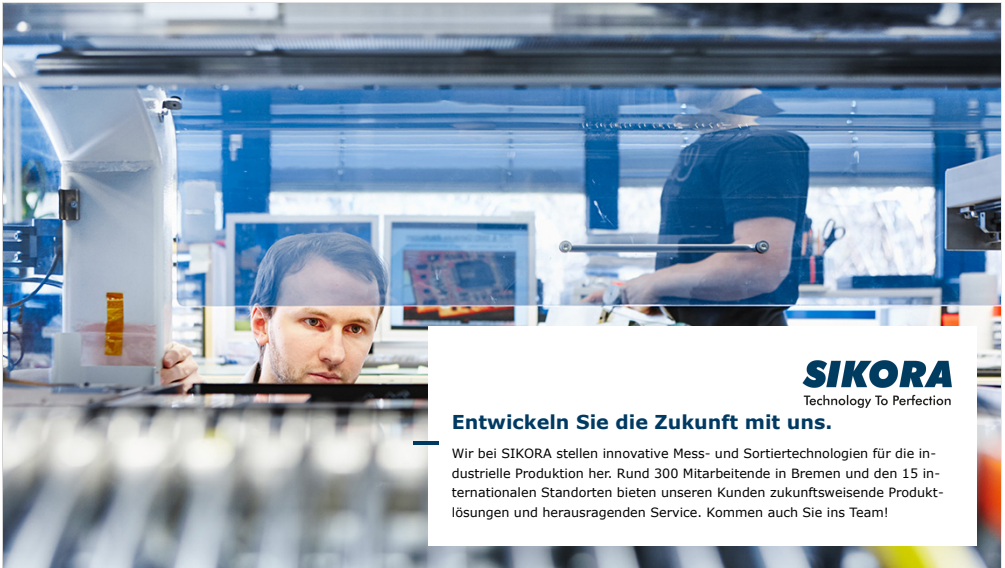 SIKORA
Technology To Perfection
Entwickeln Sie die Zukunft mit uns.
Wir bei SIKORA stellen innovative Mess- und Sortiertechnologien für die in-
dustrielle Produktion her. Rund 300 Mitarbeitende in Bremen und den 15 in-
ternationalen Standorten bieten unseren Kunden zukunftsweisende Produkt-
lösungen und herausragenden Service. Kommen auch Sie ins Team!